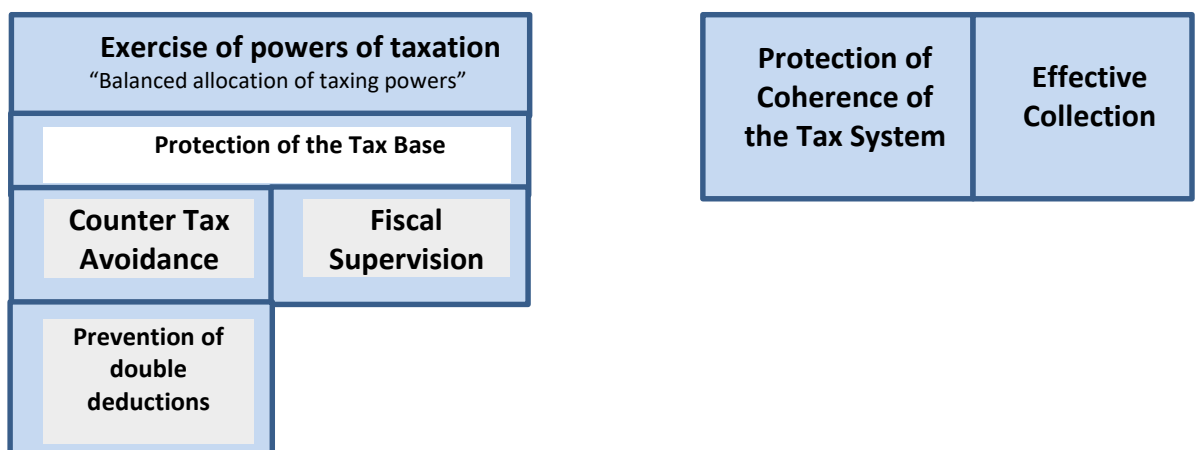 Exercise of powers of taxation
“Balanced allocation of taxing powers”
Protection of the Tax Base
Counter Tax
Avoidance
Fiscal
Supervision
Prevention of
double
deductions
Protection of
Coherence of
the Tax System
Effective
Collection